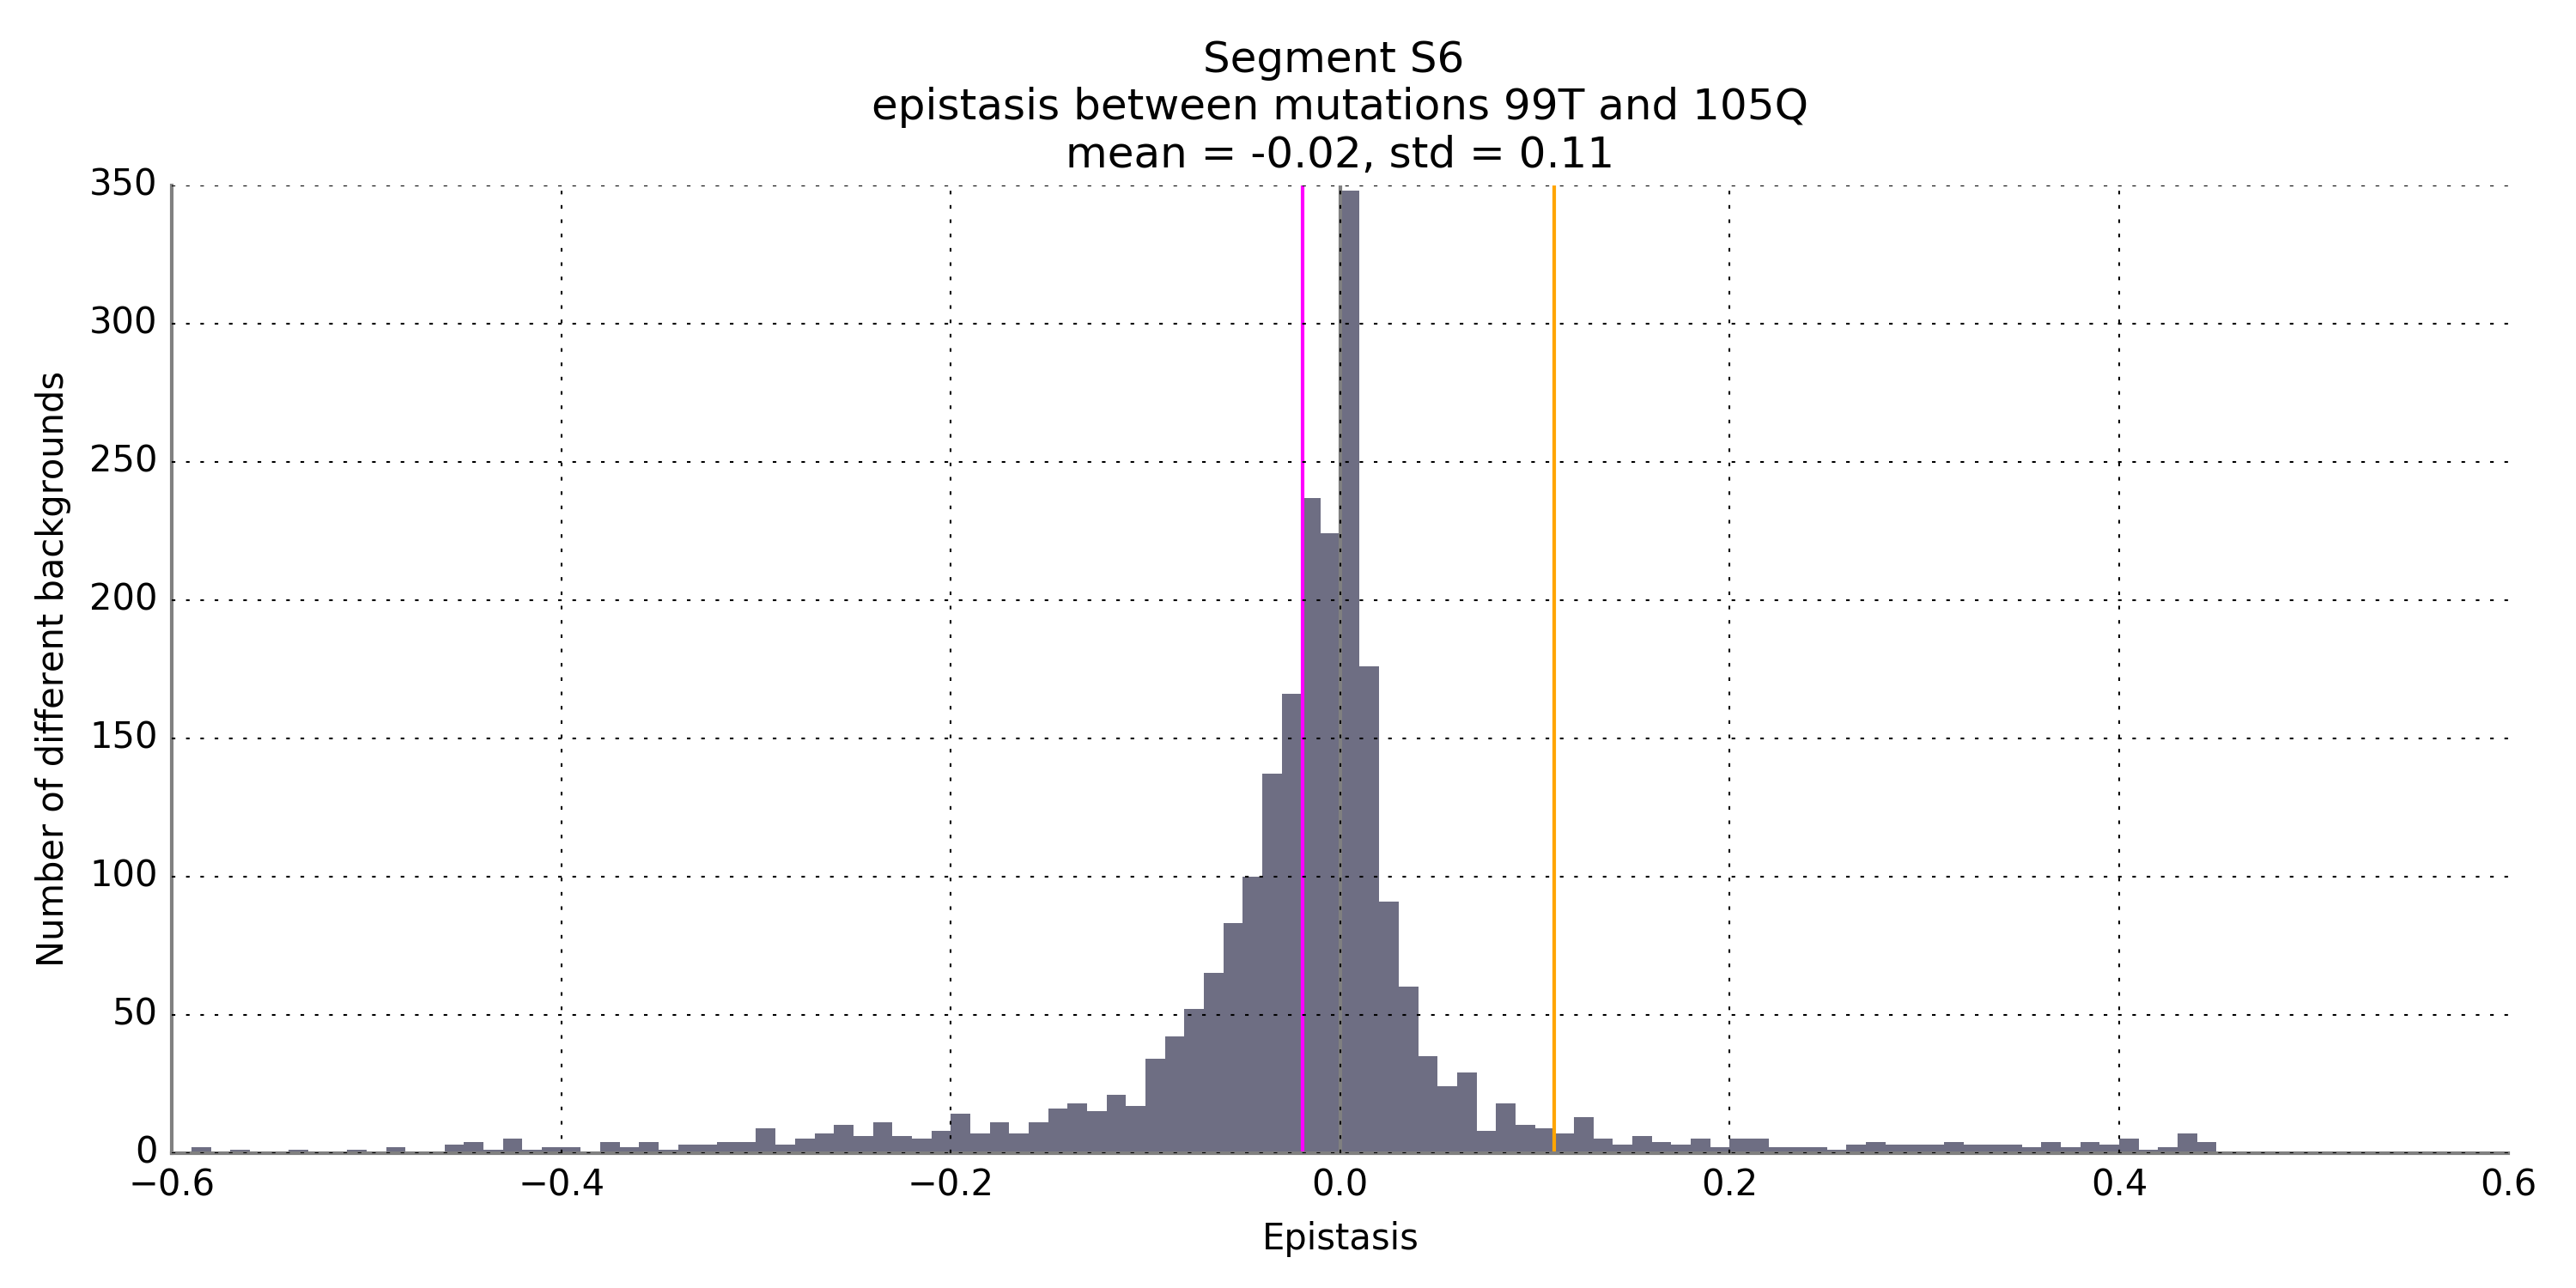 Segment S6
epistasis between mutations 99T and 105Q
mean = -0.02, std = 0.11
Number of different backgrounds
350
300
250
200
150
100
50
0
−0.6 −0.4 −0.2 0.0 0.2 0.4 0.6
Epistasis